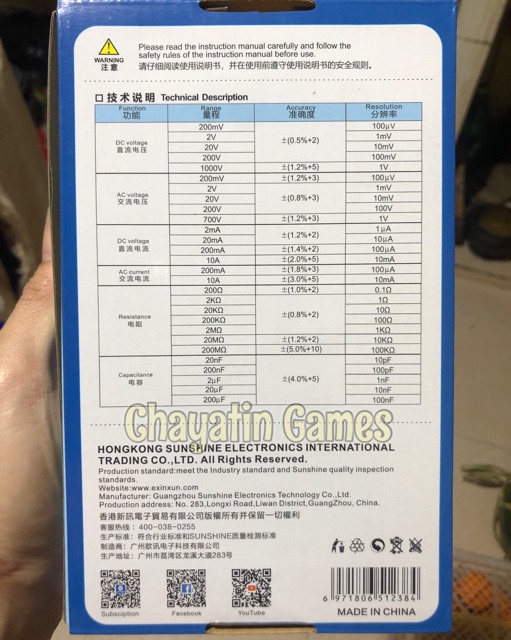 WARNING
注意
Please read the instruction manual carefully and follow the
safety rules of the instruction manual before use.
请仔细阅读使用说明书，并在使用前遵守使用说明书的安全规则。
技术说明 Technical Description
Function 功能 Range 量程 Accuracy 准确度 Resolution 分辨率
DC voltage 直流电压
200mV ±(0.5%+2) 100μV
2V 1mV
20V 10mV
200V 100mV
1000V ±(1.2%+5) 1V
AC voltage 交流电压
200mV ±(1.2%+3) 100μV
2V ±(0.8%+3) 1mV
20V 10mV
200V 100V
700V ±(1.2%+3) 1V
DC voltage 直流电流
2mA ±(1.2%+2) 1μA
20mA 10μA
200mA ±(1.4%+2) 100μA
10A ±(2.0%+5) 10mA
AC current 交流电流
200mA ±(1.8%+3) 100μA
10A ±(3.0%+5) 10mA
Resistance 电阻
200Ω ±(1.0%+2) 0.1Ω
2KΩ ±(0.8%+2) 1Ω
20KΩ 10Ω
200KΩ 100Ω
2MΩ 1KΩ
20MΩ ±(1.2%+2) 10KΩ
200MΩ ±(5.0%+10) 100KΩ
Capacitance 电容
20nF ±(4.0%+5) 10pF
200nF 100pF
2μF 1nF
20μF 10nF
200μF 100nF
Chayatin Games
HONGKONG SUNSHINE ELECTRONICS INTERNATIONAL
TRADING CO.,LTD. All Rights Reserved.
Production standard:meet the Industry standard and Sunshine quality inspection
standards.
Website:www.exinxun.com
Manufacturer: Guangzhou Sunshine Electronics Technology Co.,Ltd.
Production address: No. 283,Longxi Road,Liwan District,GuangZhou, China.
香港新訊電子貿易有限公司版權所有并保留一切權利
客服热线：400-038-0255
生产标准：符合行业标准和SUNSHINE质量检测标准
制造商：广州歆讯电子科技有限公司
生产地址：广州市荔湾区龙溪大道283号
Subsciption
Facebook
YouTube
6 971806 512384
MADE IN CHINA